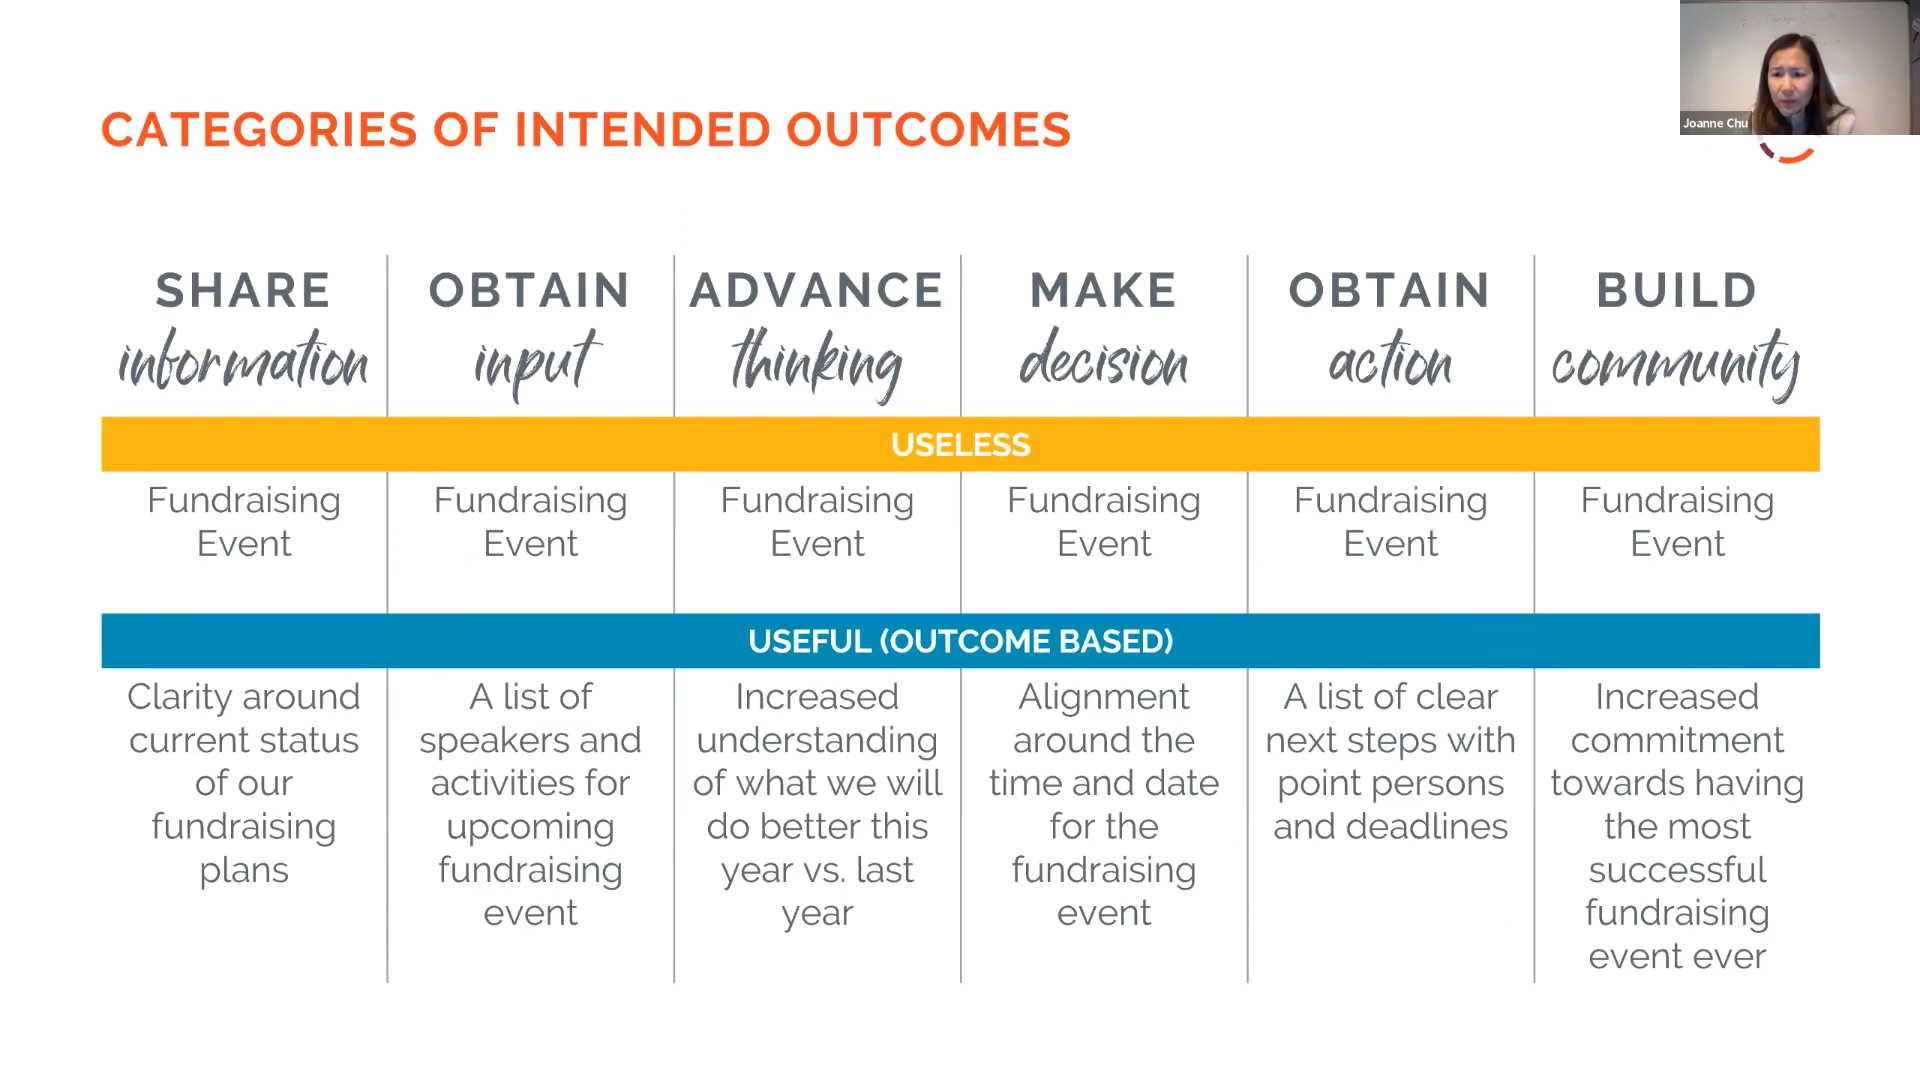 Joanne Chu
CATEGORIES OF INTENDED OUTCOMES
SHARE
information
OBTAIN
input
ADVANCE
thinking
MAKE
decision
OBTAIN
action
BUILD
community
USELESS
Fundraising
Event
Fundraising
Event
Fundraising
Event
Fundraising
Event
Fundraising
Event
Fundraising
Event
USEFUL (OUTCOME BASED)
Clarity around
current status
of our
fundraising
plans
A list of
speakers and
activities for
upcoming
fundraising
event
Increased
understanding
of what we will
do better this
year vs. last
year
Alignment
around the
time and date
for the
fundraising
event
A list of clear
next steps with
point persons
and deadlines
Increased
commitment
towards having
the most
successful
fundraising
event ever